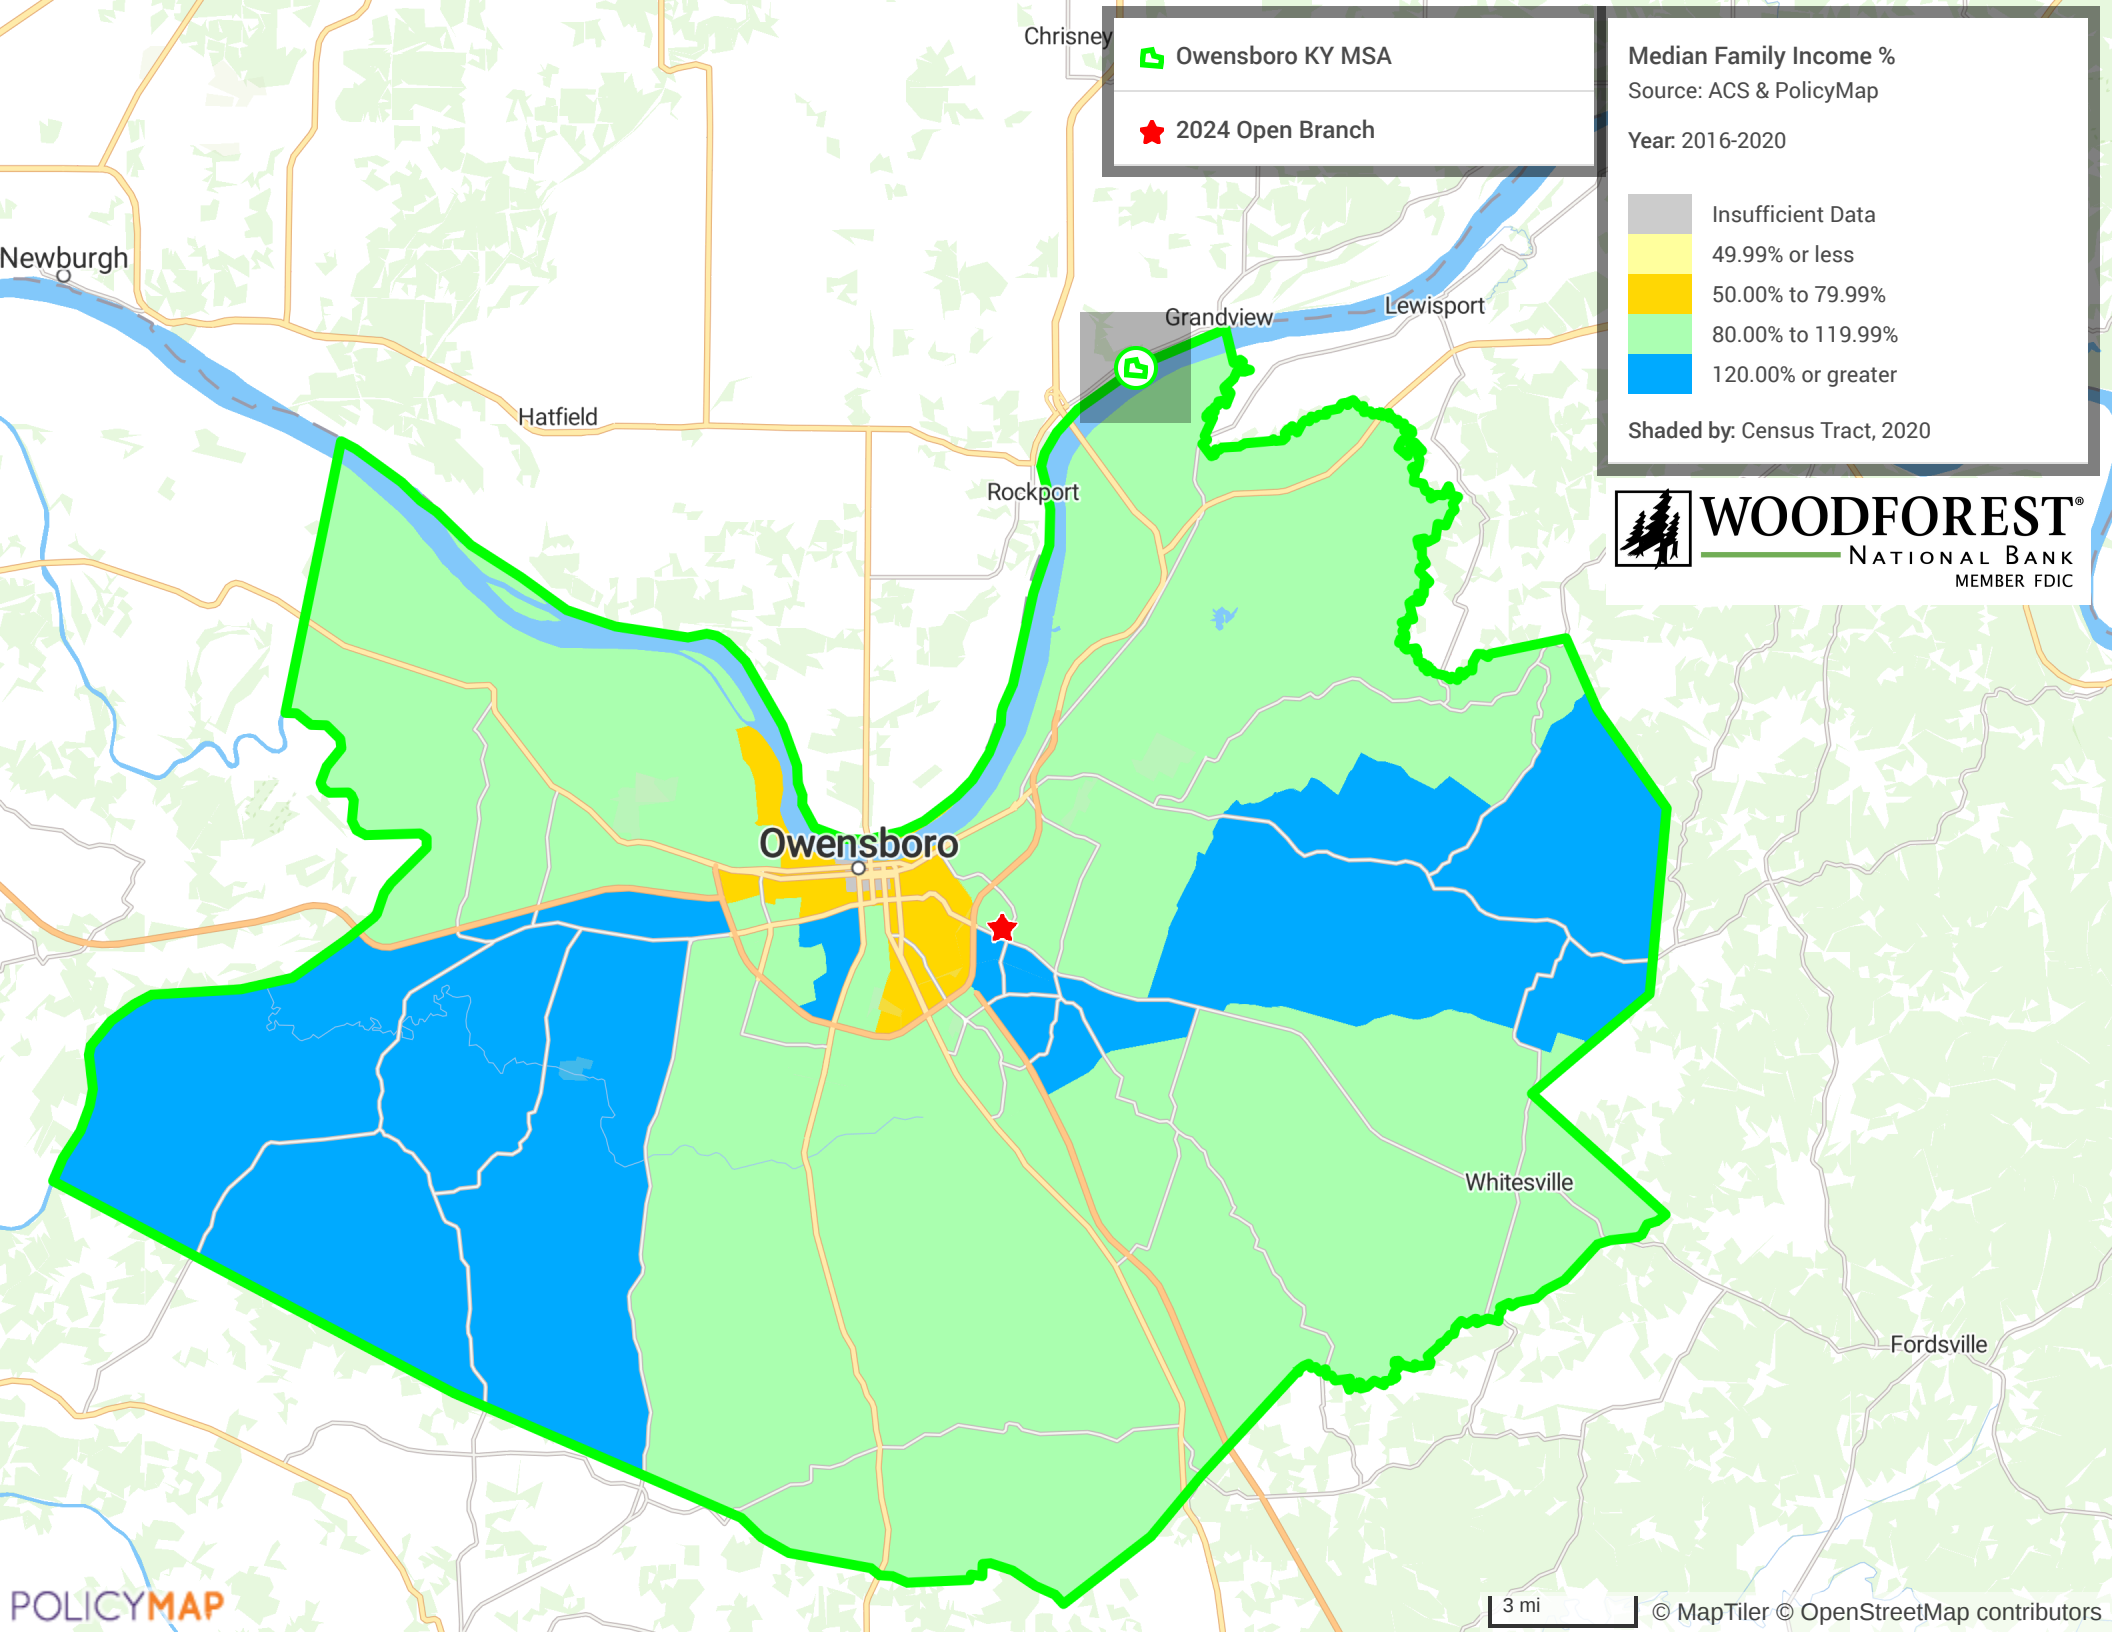 Chrisney
Owensboro KY MSA
2024 Open Branch
Median Family Income %
Source: ACS & PolicyMap
Year: 2016-2020
Insufficient Data
49.99% or less
50.00% to 79.99%
80.00% to 119.99%
120.00% or greater
Shaded by: Census Tract, 2020
WOODFOREST®
NATIONAL BANK
MEMBER FDIC
Newburgh
Grandview
Lewisport
Hatfield
Rockport
Owensboro
Whitesville
Fordsville
POLICYMAP
3 mi
© MapTiler © OpenStreetMap contributors